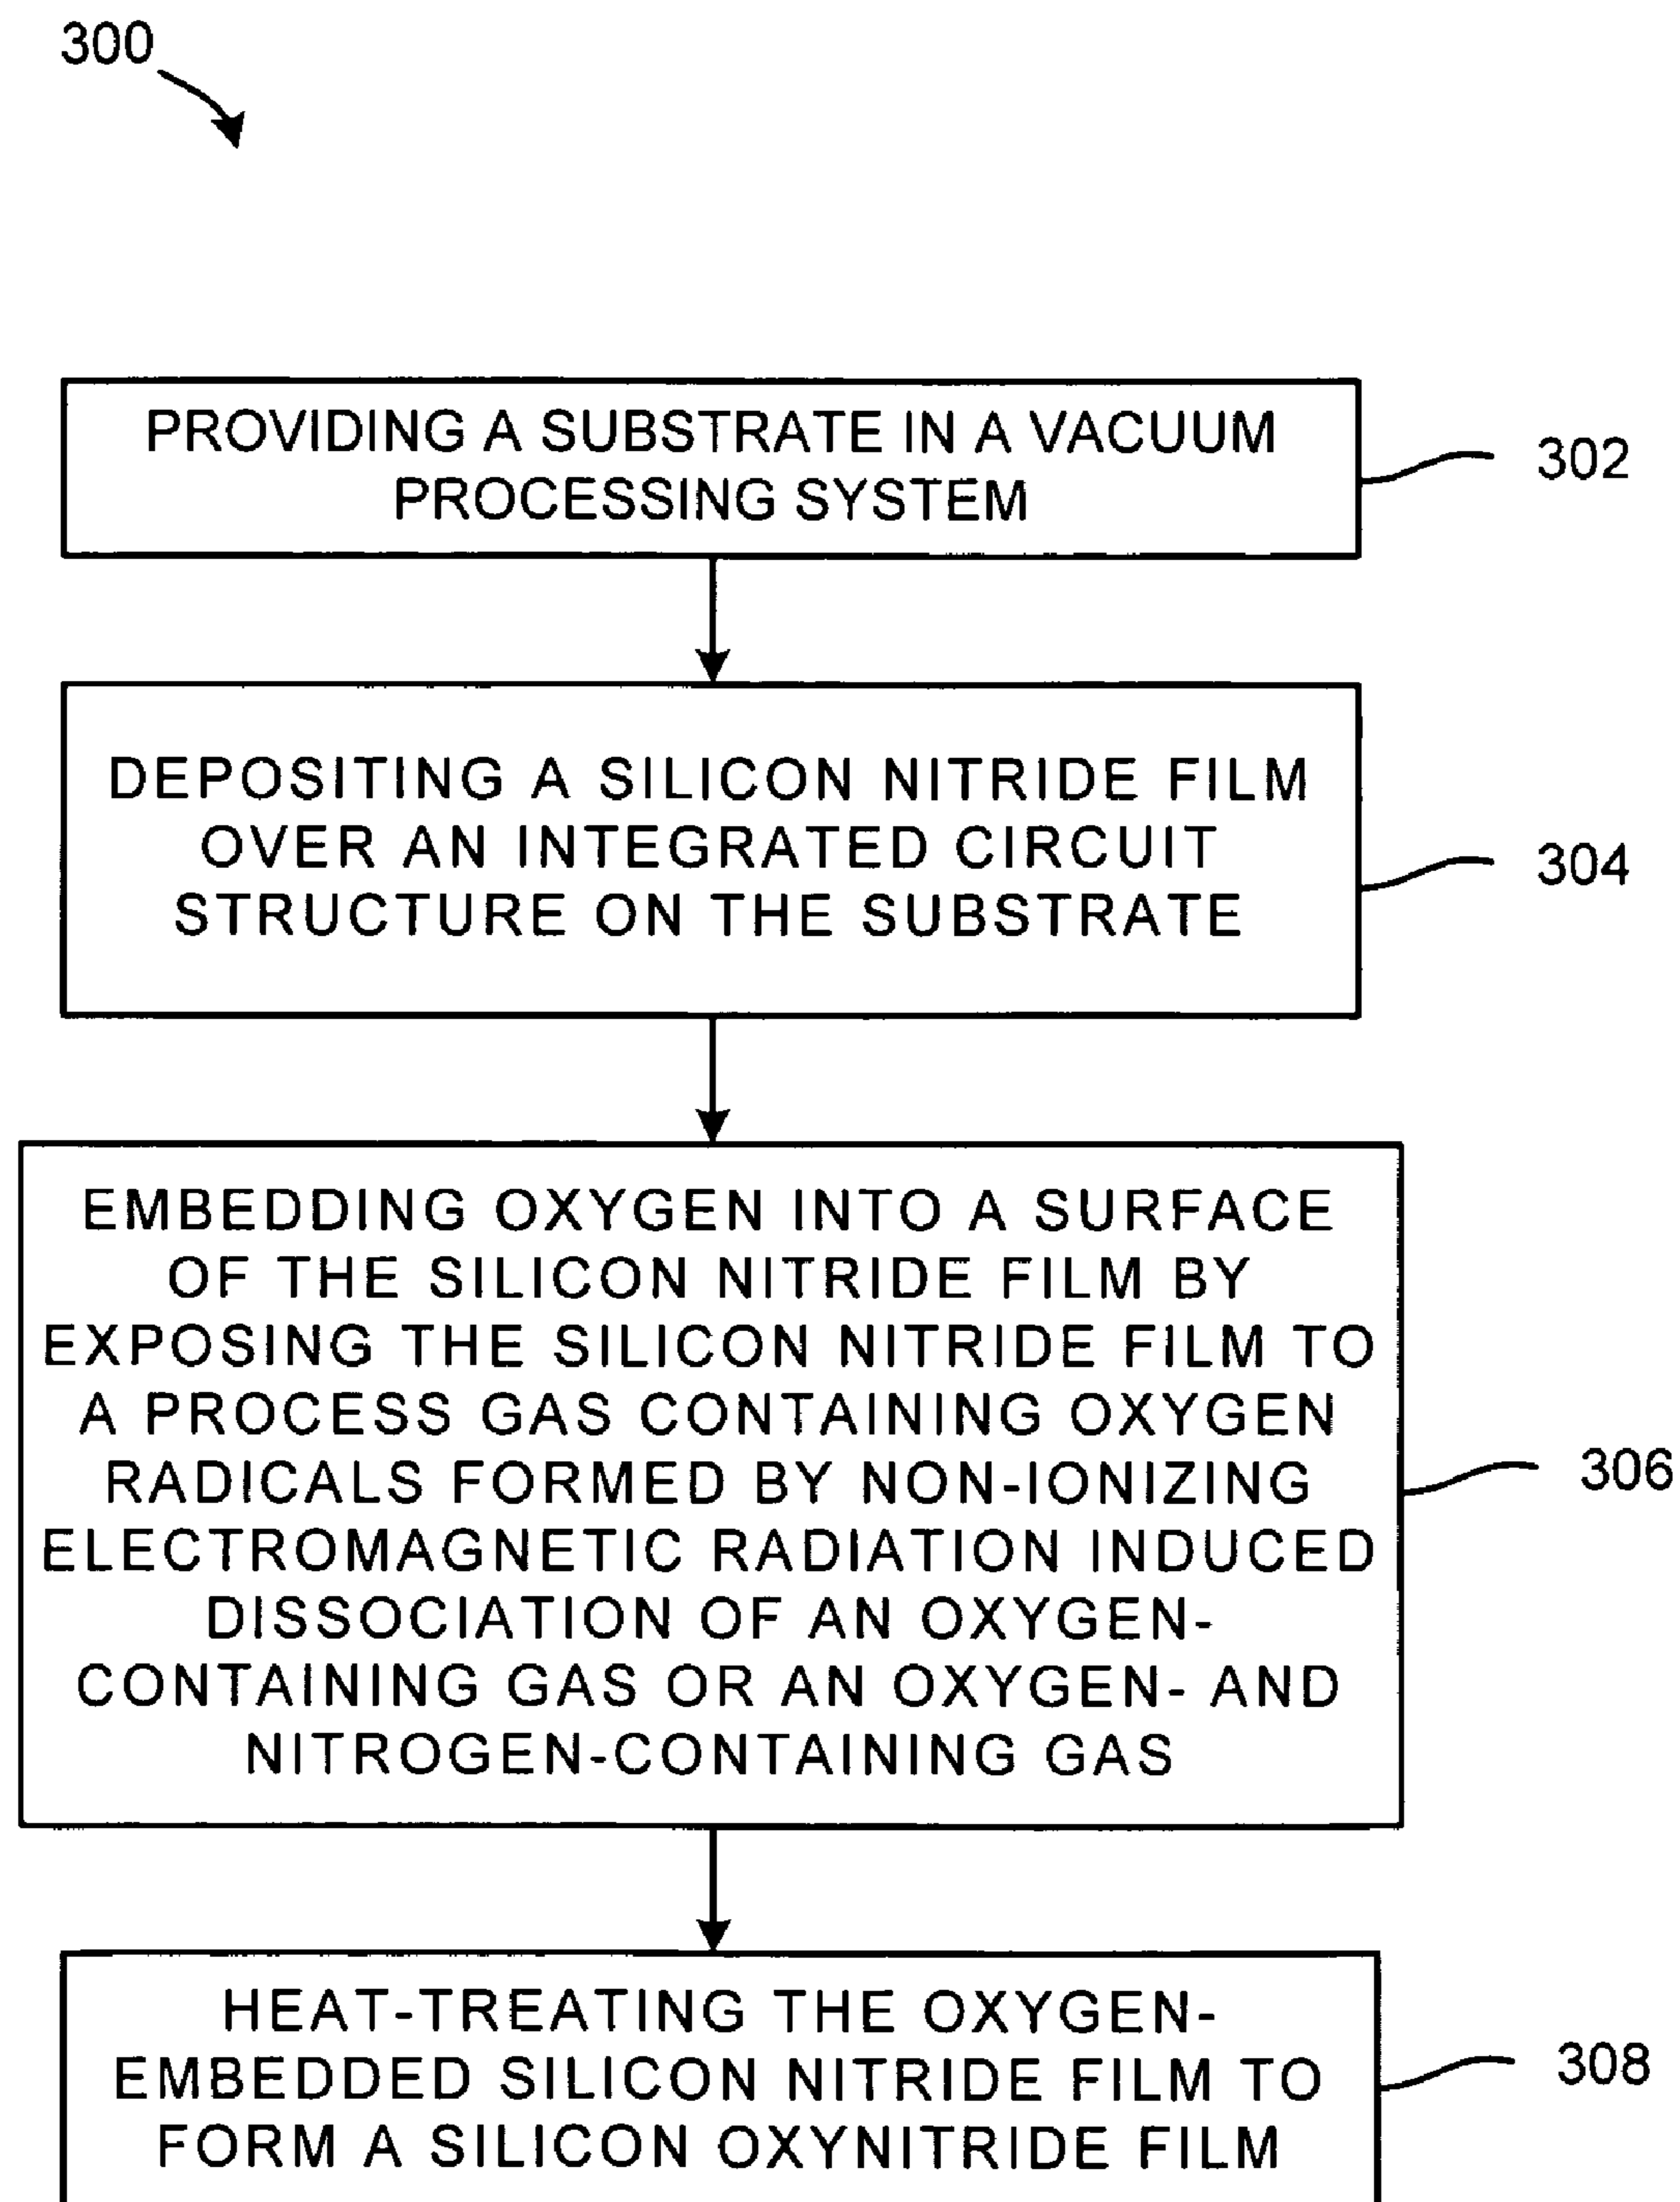 300
PROVIDING A SUBSTRATE IN A VACUUM
PROCESSING SYSTEM
302
DEPOSITING A SILICON NITRIDE FILM
OVER AN INTEGRATED CIRCUIT
STRUCTURE ON THE SUBSTRATE
304
EMBEDDING OXYGEN INTO A SURFACE
OF THE SILICON NITRIDE FILM BY
EXPOSING THE SILICON NITRIDE FILM TO
A PROCESS GAS CONTAINING OXYGEN
RADICALS FORMED BY NON-IONIZING
ELECTROMAGNETIC RADIATION INDUCED
DISSOCIATION OF AN OXYGEN-
CONTAINING GAS OR AN OXYGEN- AND
NITROGEN-CONTAINING GAS
306
HEAT-TREATING THE OXYGEN-
EMBEDDED SILICON NITRIDE FILM TO
FORM A SILICON OXYNITRIDE FILM
308